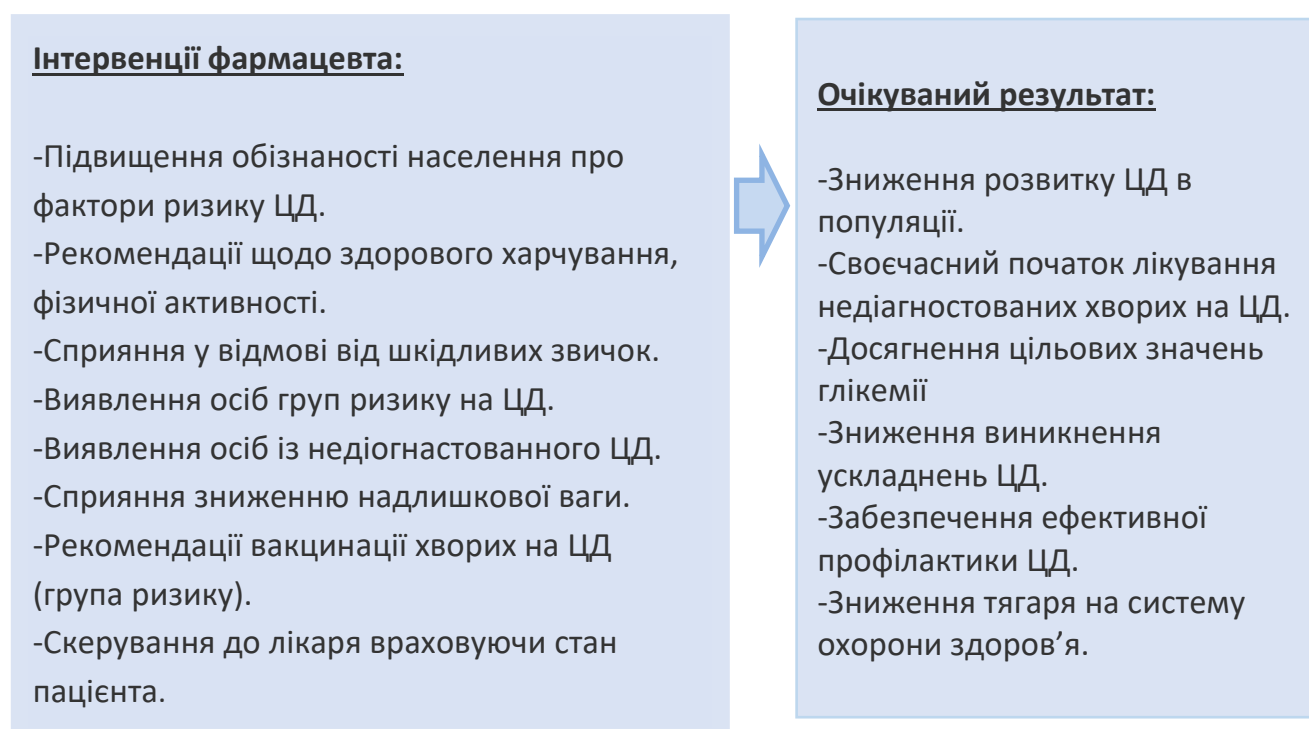 Інтервенції фармацевта:
-Підвищення обізнаності населення про
фактори ризику ЦД.
-Рекомендації щодо здорового харчування,
фізичної активності.
-Сприяння у відмові від шкідливих звичок.
-Виявлення осіб груп ризику на ЦД.
-Виявлення осіб із недіогнастованного ЦД.
-Сприяння зниженню надлишкової ваги.
-Рекомендації вакцинації хворих на ЦД
(група ризику).
-Скерування до лікаря враховуючи стан
пацієнта.
Очікуваний результат:
-Зниження розвитку ЦД в
популяції.
-Своєчасний початок лікування
недіагностованих хворих на ЦД.
-Досягнення цільових значень
глікемії
-Зниження виникнення
ускладнень ЦД.
-Забезпечення ефективної
профілактики ЦД.
-Зниження тягаря на систему
охорони здоров’я.